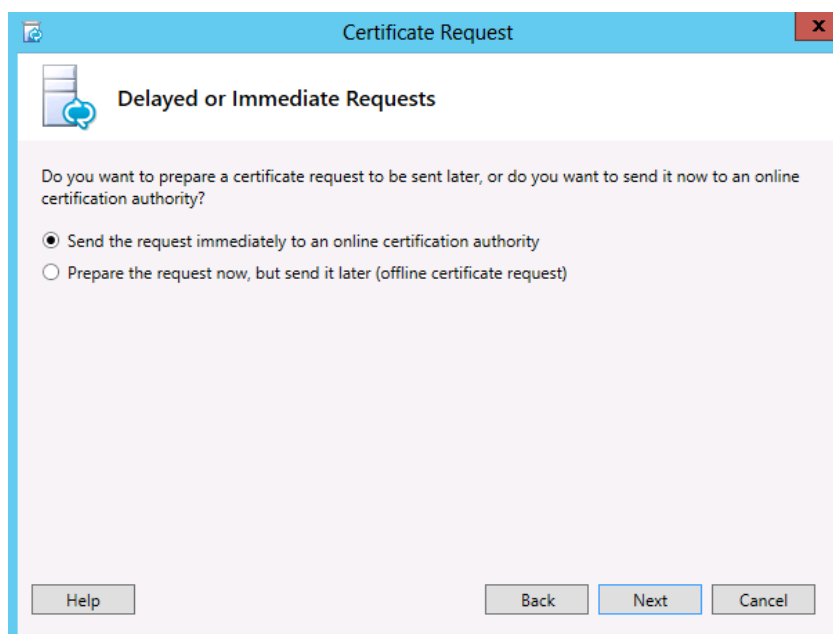 Certificate Request
x
Delayed or Immediate Requests
Do you want to prepare a certificate request to be sent later, or do you want to send it now to an online
certification authority?
Send the request immediately to an online certification authority
Prepare the request now, but send it later (offline certificate request)
Help Back Next Cancel